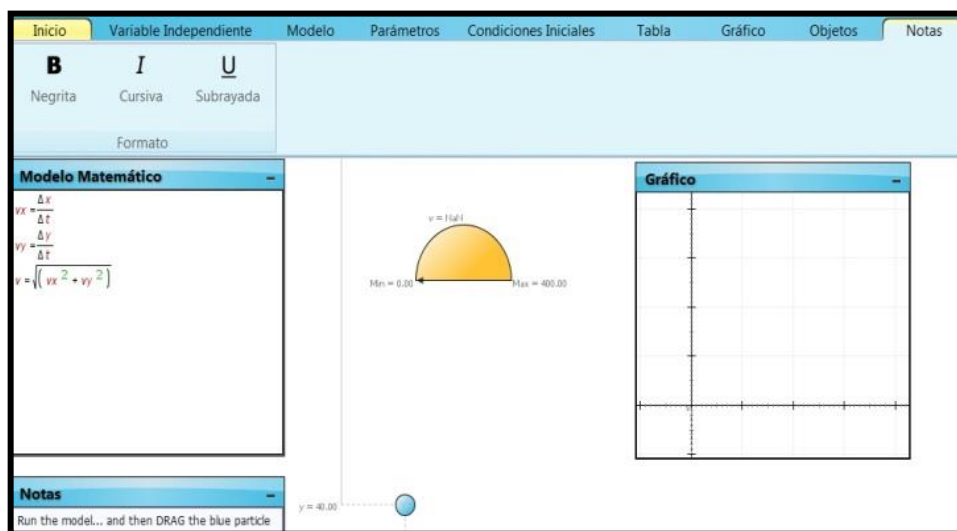 Inicio Variable Independiente Modelo Parámetros Condiciones Iniciales Tabla Gráfico Objetos Notas
B I U
Negrita Cursiva Subrayada
Formato
Modelo Matemático –
vx = Δx/Δt
vy = Δy/Δt
v = √(vx² + vy²)
v = NaN
Min = 0.00 Max = 400.00
Gráfico –
Notas –
Run the model... and then DRAG the blue particle
y = 40.00